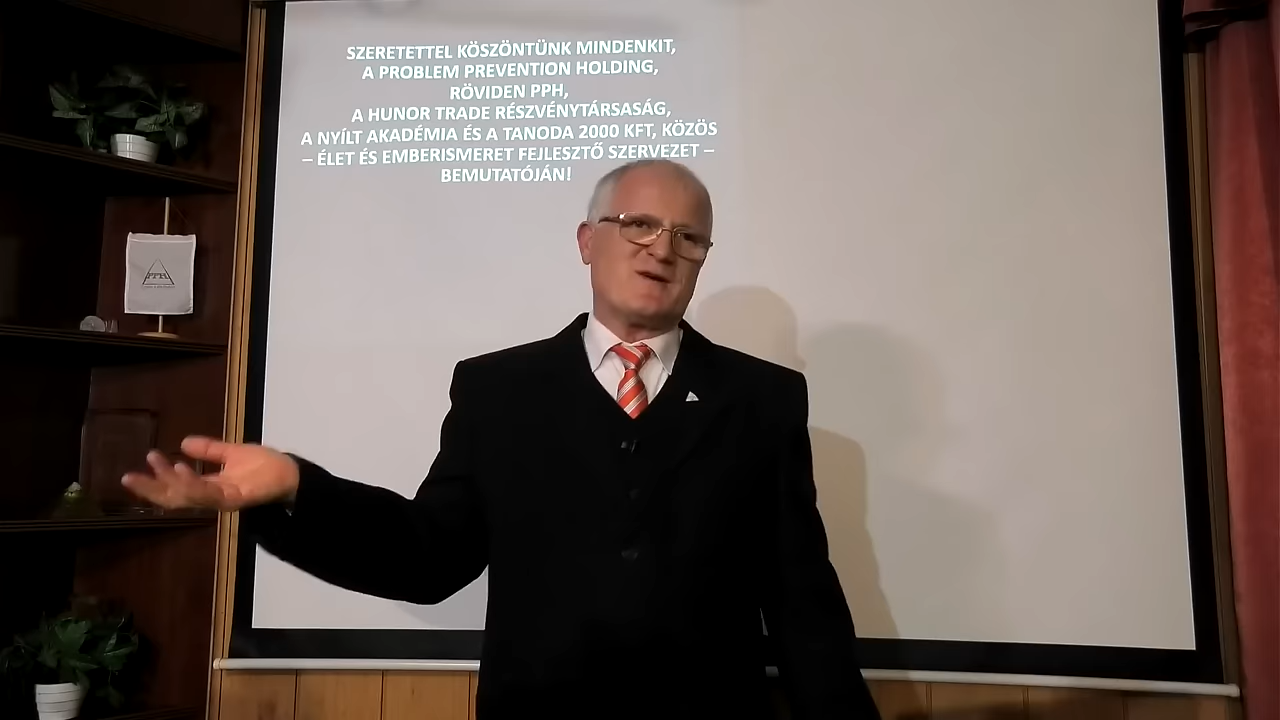 SZERETETTEL KÖSZÖNTÜNK MINDENKIT,
A PROBLEM PREVENTION HOLDING,
RÖVIDEN PPH,
A HUNOR TRADE RÉSZVÉNYTÁRSASÁG,
A NYÍLT AKADÉMIA ÉS A TANODA 2000 KFT, KÖZÖS
– ÉLET ÉS EMBERISMERET FEJLESZTŐ SZERVEZET –
BEMUTATÓJÁN!
PPH